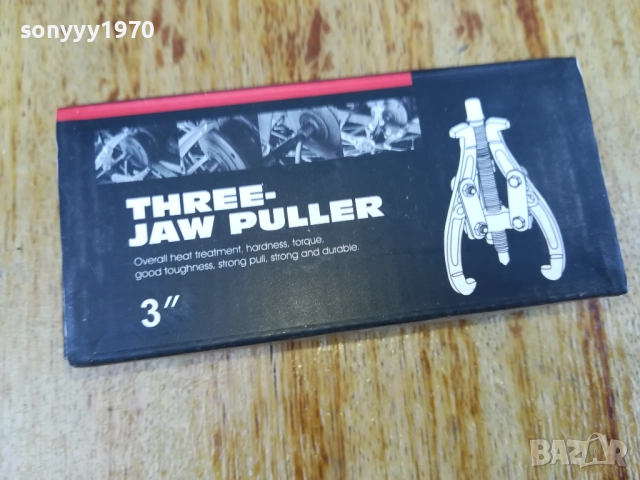 sonyyy1970
THREE-
JAW PULLER
Overall heat treatment, hardness, torque,
good toughness, strong pull, strong and durable.
3"
BAZAR